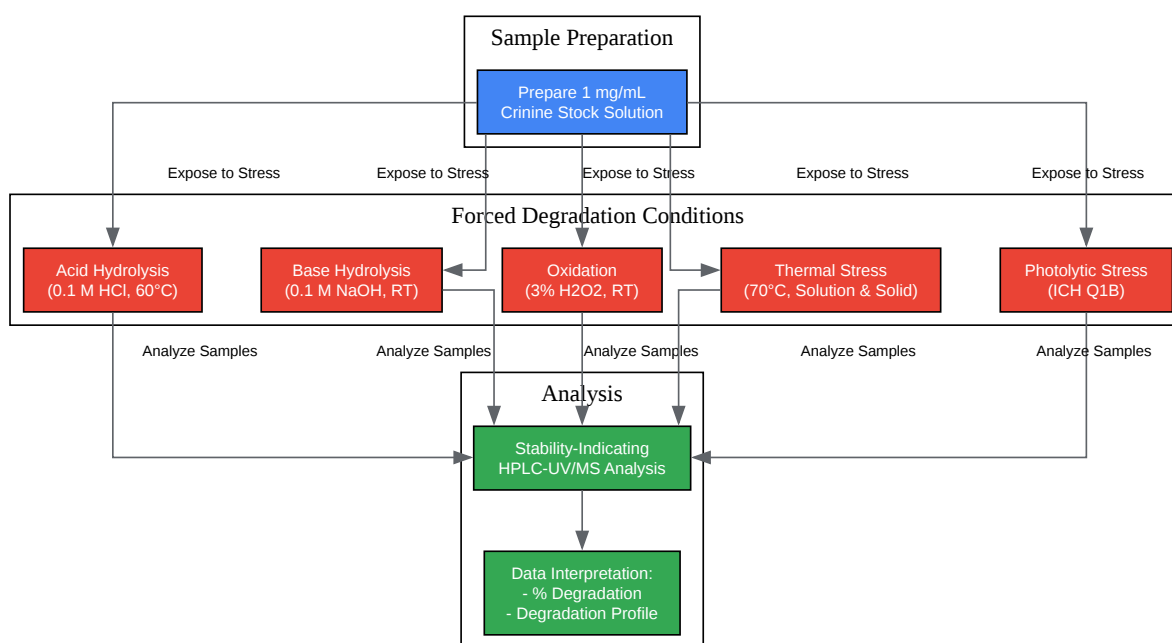 Sample Preparation
Prepare 1 mg/mL
Crinine Stock Solution
Expose to Stress
Expose to Stress
Expose to Stress
Expose to Stress
Expose to Stress
Forced Degradation Conditions
Acid Hydrolysis
(0.1 M HCl, 60°C)
Base Hydrolysis
(0.1 M NaOH, RT)
Oxidation
(3% H2O2, RT)
Thermal Stress
(70°C, Solution & Solid)
Photolytic Stress
(ICH Q1B)
Analyze Samples
Analyze Samples
Analyze Samples
Analyze Samples
Analyze Samples
Analysis
Stability-Indicating
HPLC-UV/MS Analysis
Data Interpretation:
- % Degradation
- Degradation Profile